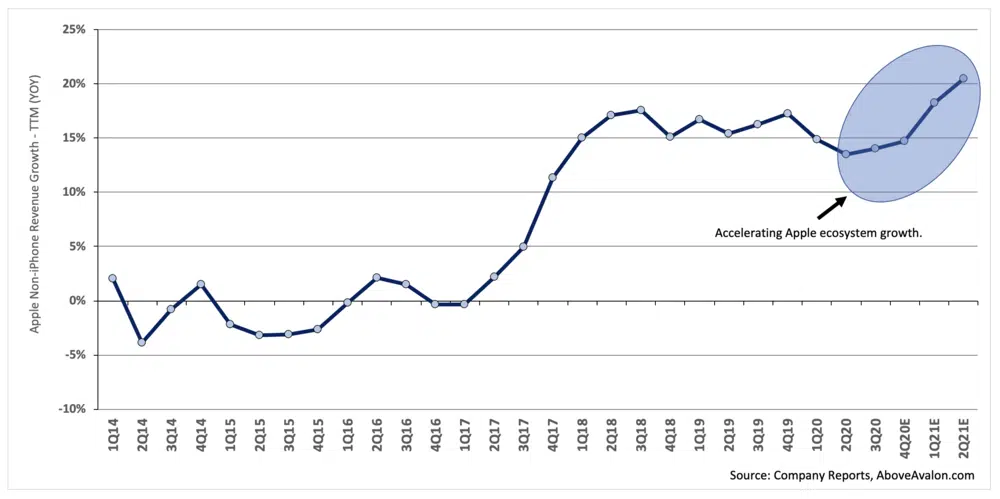 Apple Non-iPhone Revenue Growth - TTM (YOY)
25%
20%
15%
10%
5%
0%
-5%
-10%
Accelerating Apple ecosystem growth.
1Q14
2Q14
3Q14
4Q14
1Q15
2Q15
3Q15
4Q15
1Q16
2Q16
3Q16
4Q16
1Q17
2Q17
3Q17
4Q17
1Q18
2Q18
3Q18
4Q18
1Q19
2Q19
3Q19
4Q19
1Q20
2Q20
3Q20
4Q20E
1Q21E
2Q21E
Source: Company Reports, AboveAvalon.com